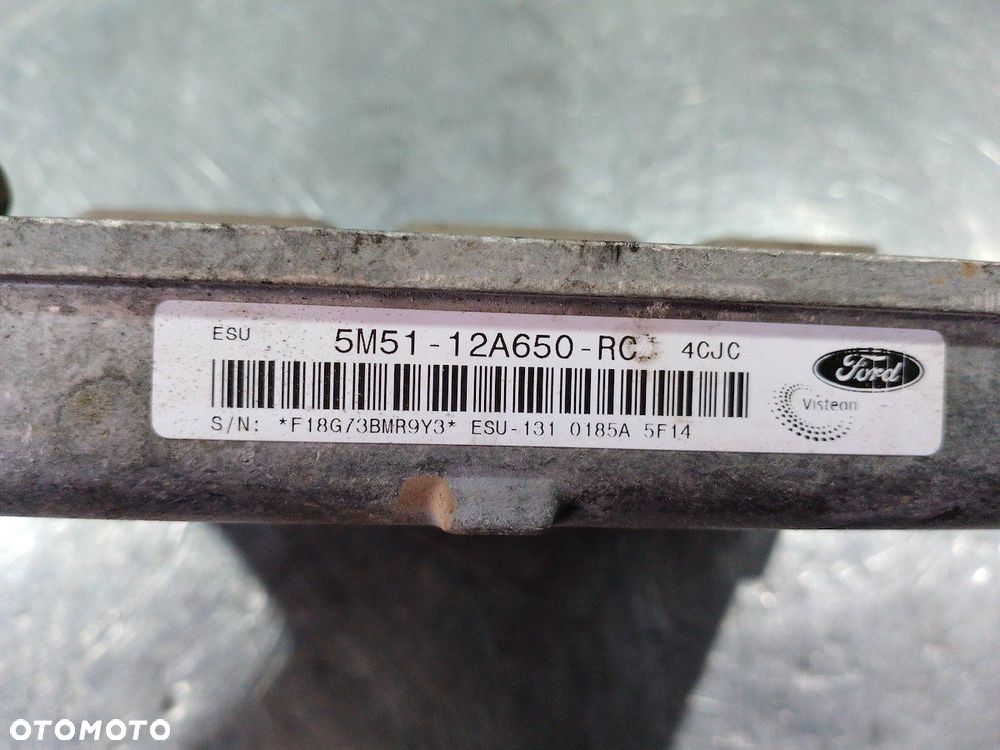 ESU 5M51-12A650-RC 4CJC
Ford
Visteon
S/N: *F18G73BMR9Y3* ESU-131 0185A 5F14
OTOMOTO